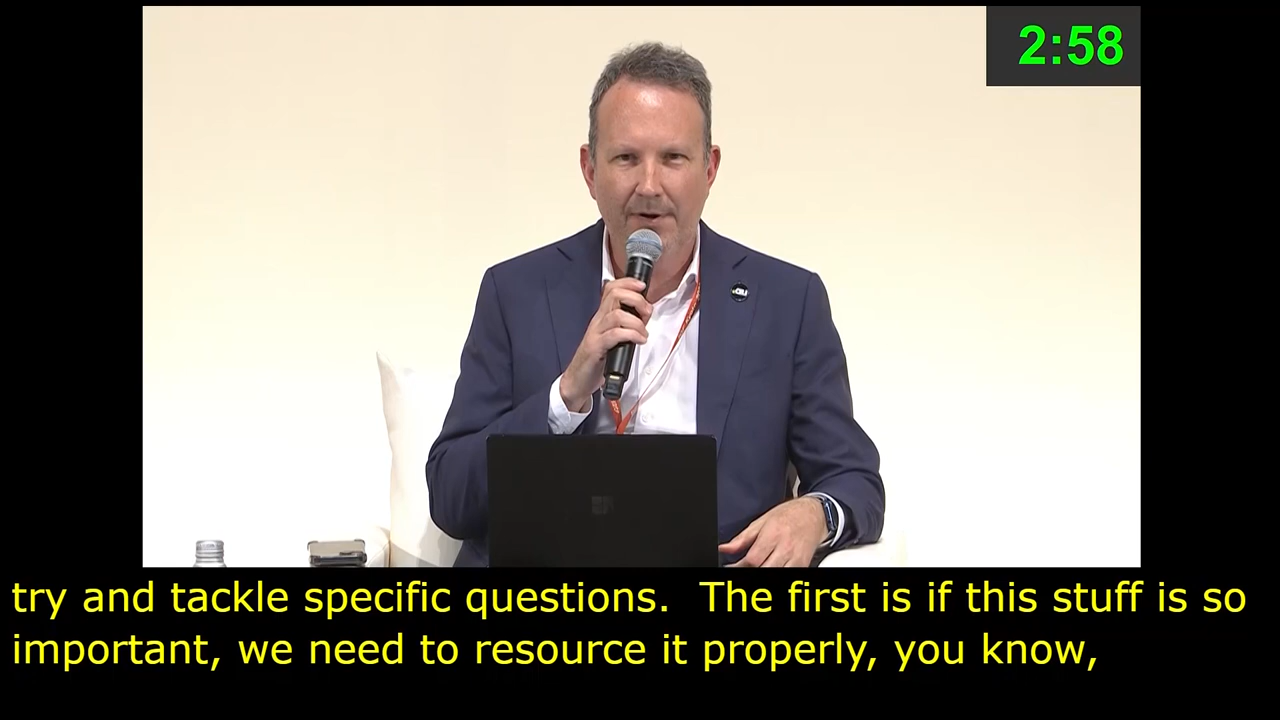 2:58
.au
try and tackle specific questions.  The first is if this stuff is so
important, we need to resource it properly, you know,